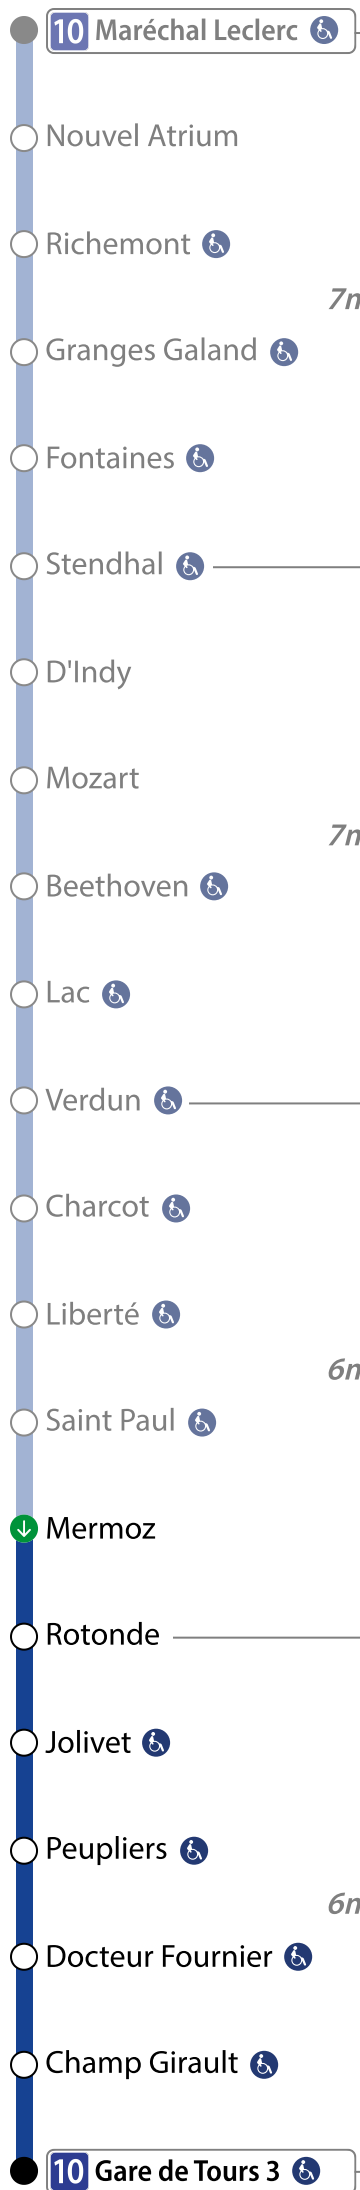 10 Maréchal Leclerc
Nouvel Atrium
Richemont
Granges Galand
Fontaines
Stendhal
D'Indy
Mozart
Beethoven
Lac
Verdun
Charcot
Liberté
Saint Paul
Mermoz
Rotonde
Jolivet
Peupliers
Docteur Fournier
Champ Girault
10 Gare de Tours 3